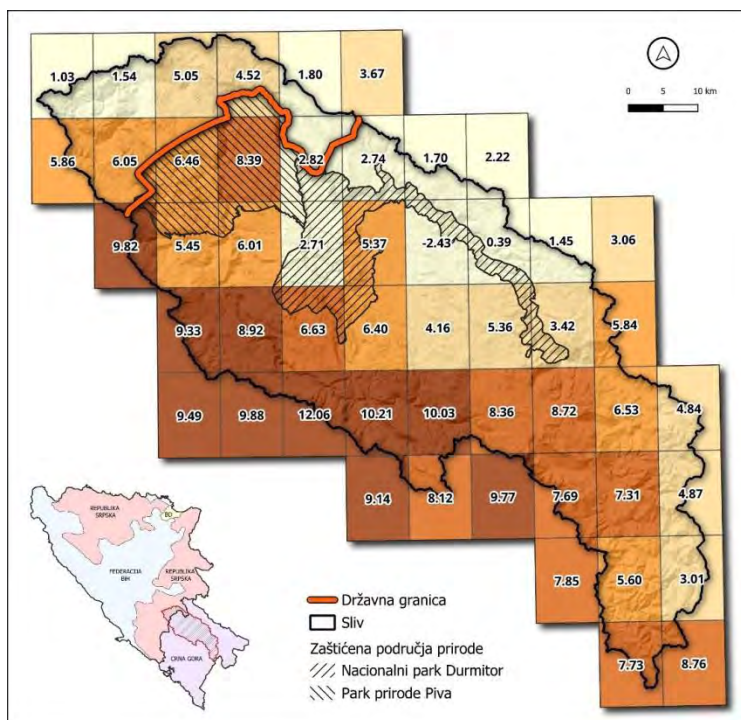 1.03 1.54 5.05 4.52 1.80 3.67
0 5 10 km
5.86 6.05 6.46 8.39 2.82 2.74 1.70 2.22
9.82 5.45 6.01 2.71 5.37 -2.43 0.39 1.45 3.06
9.33 8.92 6.63 6.40 4.16 5.36 3.42 5.84
9.49 9.88 12.06 10.21 10.03 8.36 8.72 6.53 4.84
9.14 8.12 9.77 7.69 7.31 4.87
7.85 5.60 3.01
7.73 8.76
REPUBLIKA
SRPSKA
BD
FEDERACIJA
BIH
REPUBLIKA
SRPSKA
CRNA GORA
Državna granica
Sliv
Zaštićena područja prirode
Nacionalni park Durmitor
Park prirode Piva